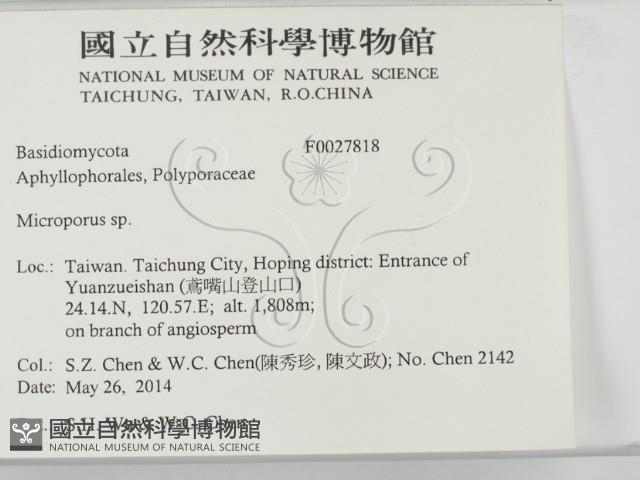 國立自然科學博物館
NATIONAL MUSEUM OF NATURAL SCIENCE
TAICHUNG, TAIWAN, R.O.CHINA
Basidiomycota F0027818
Aphyllophorales, Polyporaceae
Microporus sp.
Loc.: Taiwan. Taichung City, Hoping district: Entrance of
Yuanzueishan (鳶嘴山登山口)
24.14.N, 120.57.E; alt. 1,808m;
on branch of angiosperm
Col.: S.Z. Chen & W.C. Chen(陳秀珍, 陳文政); No. Chen 2142
Date: May 26, 2014
國立自然科學博物館
NATIONAL MUSEUM OF NATURAL SCIENCE